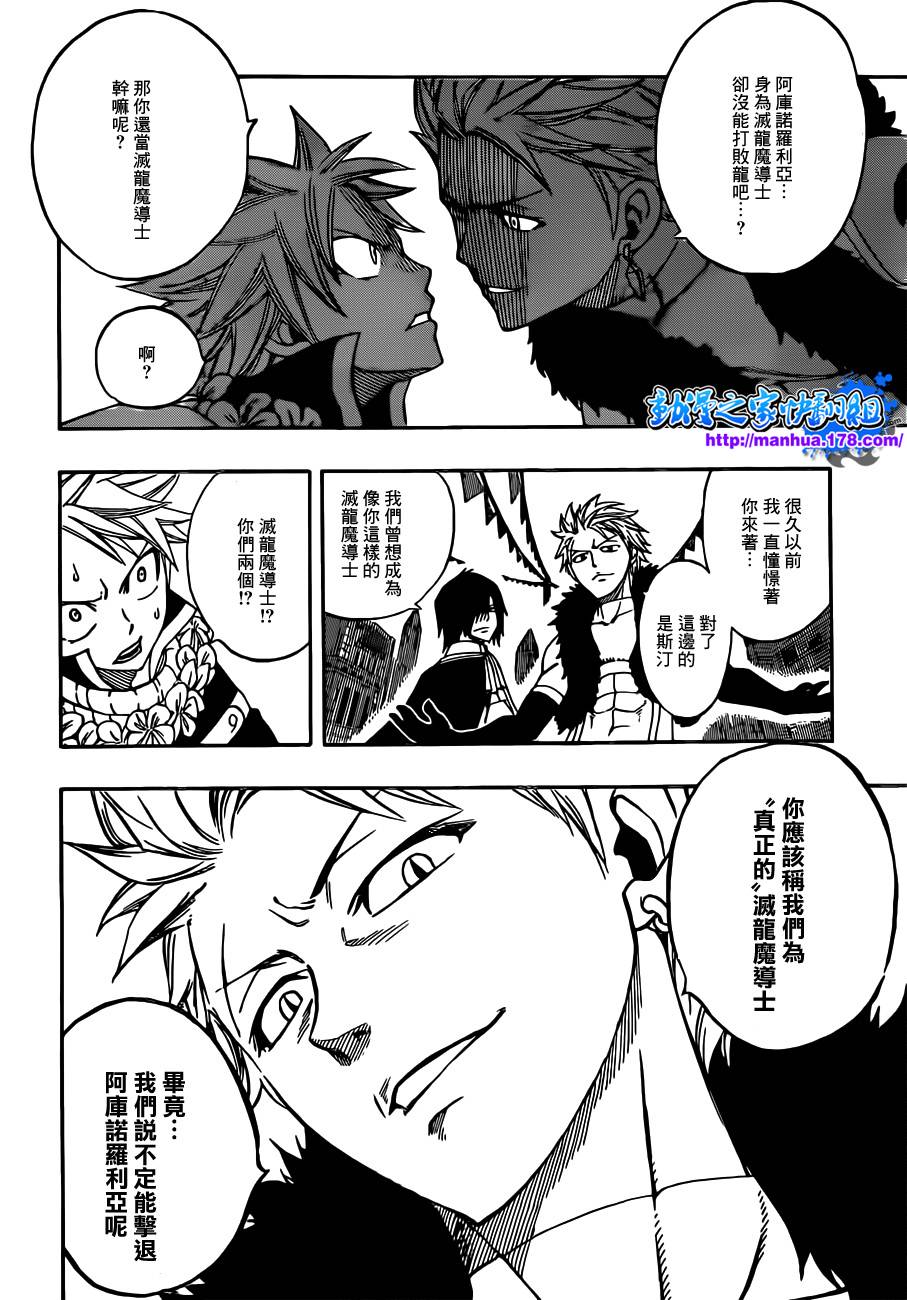 阿庫諾羅利亞…
身為滅龍魔導士
卻沒能打敗龍吧…?
那你還當滅龍魔導士
幹嘛呢?
啊?
動漫之家快翻組
http://manhua.178.com/
很久以前
我一直憧憬著
你來著…
對了
這邊的
是斯汀
我們曾想成為
像你這樣的
滅龍魔導士
滅龍魔導士!?
你們兩個!?
9
你應該稱我們為
〝真正的〞滅龍魔導士
畢竟…
我們說不定能擊退
阿庫諾羅利亞呢